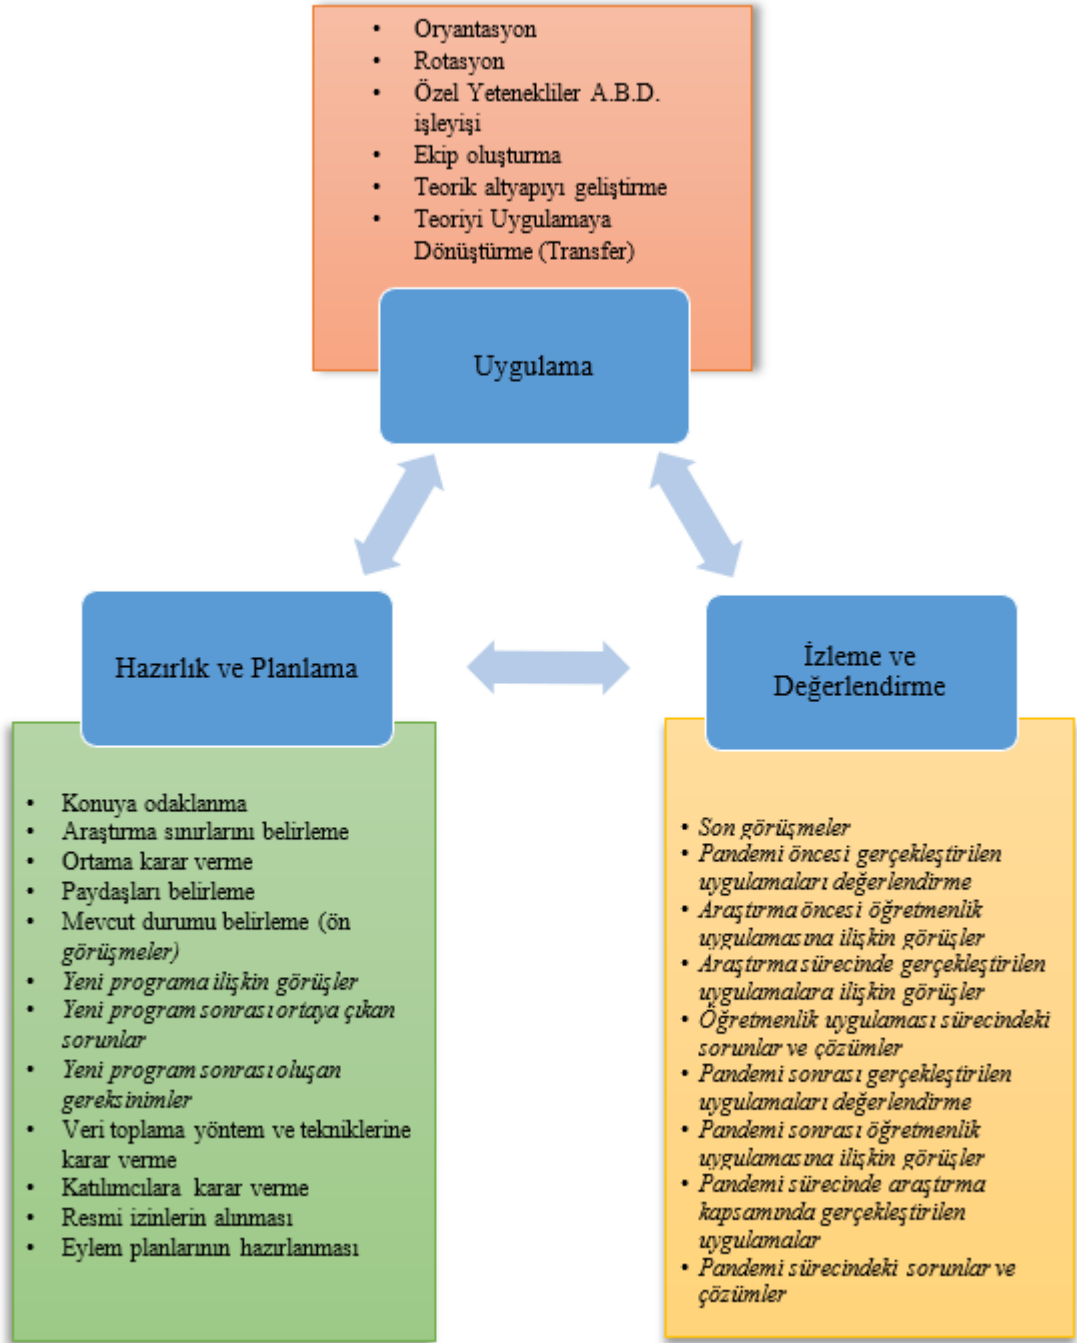 • Oryantasyon
• Rotasyon
• Özel Yetenekliler A.B.D.
işleyişi
• Ekip oluşturma
• Teorik altyapıyı geliştirme
• Teoriyi Uygulamaya
Dönüştürme (Transfer)
Uygulama
Hazırlık ve Planlama
• Konuya odaklanma
• Araştırma sınırlarını belirleme
• Ortama karar verme
• Paydaşları belirleme
• Mevcut durumu belirleme (ön
görüşmeler)
• Yeni programa ilişkin görüşler
• Yeni program sonrası ortaya çıkan
sorunlar
• Yeni program sonrası oluşan
gereksinimler
• Veri toplama yöntem ve tekniklerine
karar verme
• Katılımcılara karar verme
• Resmi izinlerin alınması
• Eylem planlarının hazırlanması
İzleme ve
Değerlendirme
• Son görüşmeler
• Pandemi öncesi gerçekleştirilen
uygulamaları değerlendirme
• Araştırma öncesi öğretmenlik
uygulamasına ilişkin görüşler
• Araştırma sürecinde gerçekleştirilen
uygulamalara ilişkin görüşler
• Öğretmenlik uygulaması sürecindeki
sorunlar ve çözümler
• Pandemi sonrası gerçekleştirilen
uygulamaları değerlendirme
• Pandemi sonrası öğretmenlik
uygulamasına ilişkin görüşler
• Pandemi sürecinde araştırma
kapsamında gerçekleştirilen
uygulamalar
• Pandemi sürecindeki sorunlar ve
çözümler